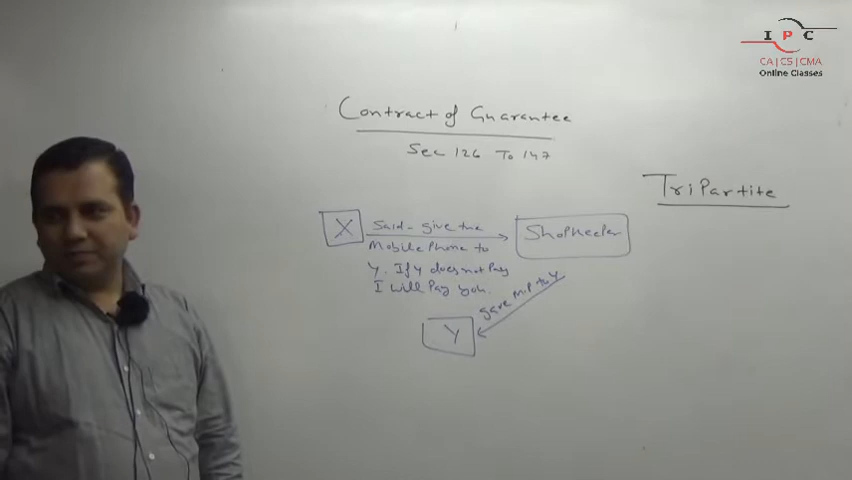 I P C
CA|CS|CMA
Online Classes
Contract of Guarantee
Sec 126 To 147
TriPartite
X
Said - give the
Mobile Phone to
Y. If Y does not Pay
I will Pay you.
ShopKeeper
gave M.P to Y
Y